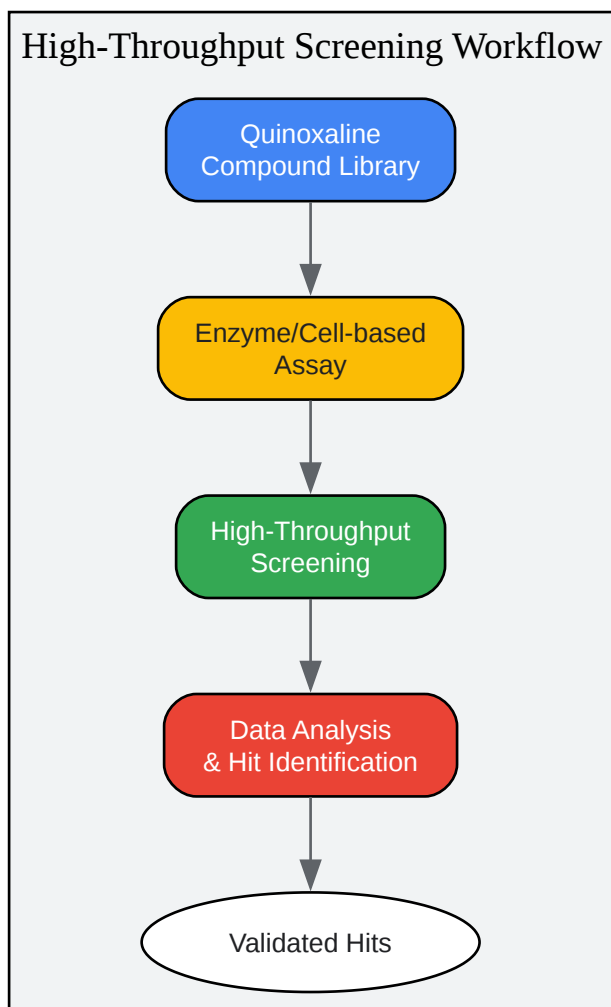 High-Throughput Screening Workflow
Quinoxaline
Compound Library
Enzyme/Cell-based
Assay
High-Throughput
Screening
Data Analysis
& Hit Identification
Validated Hits